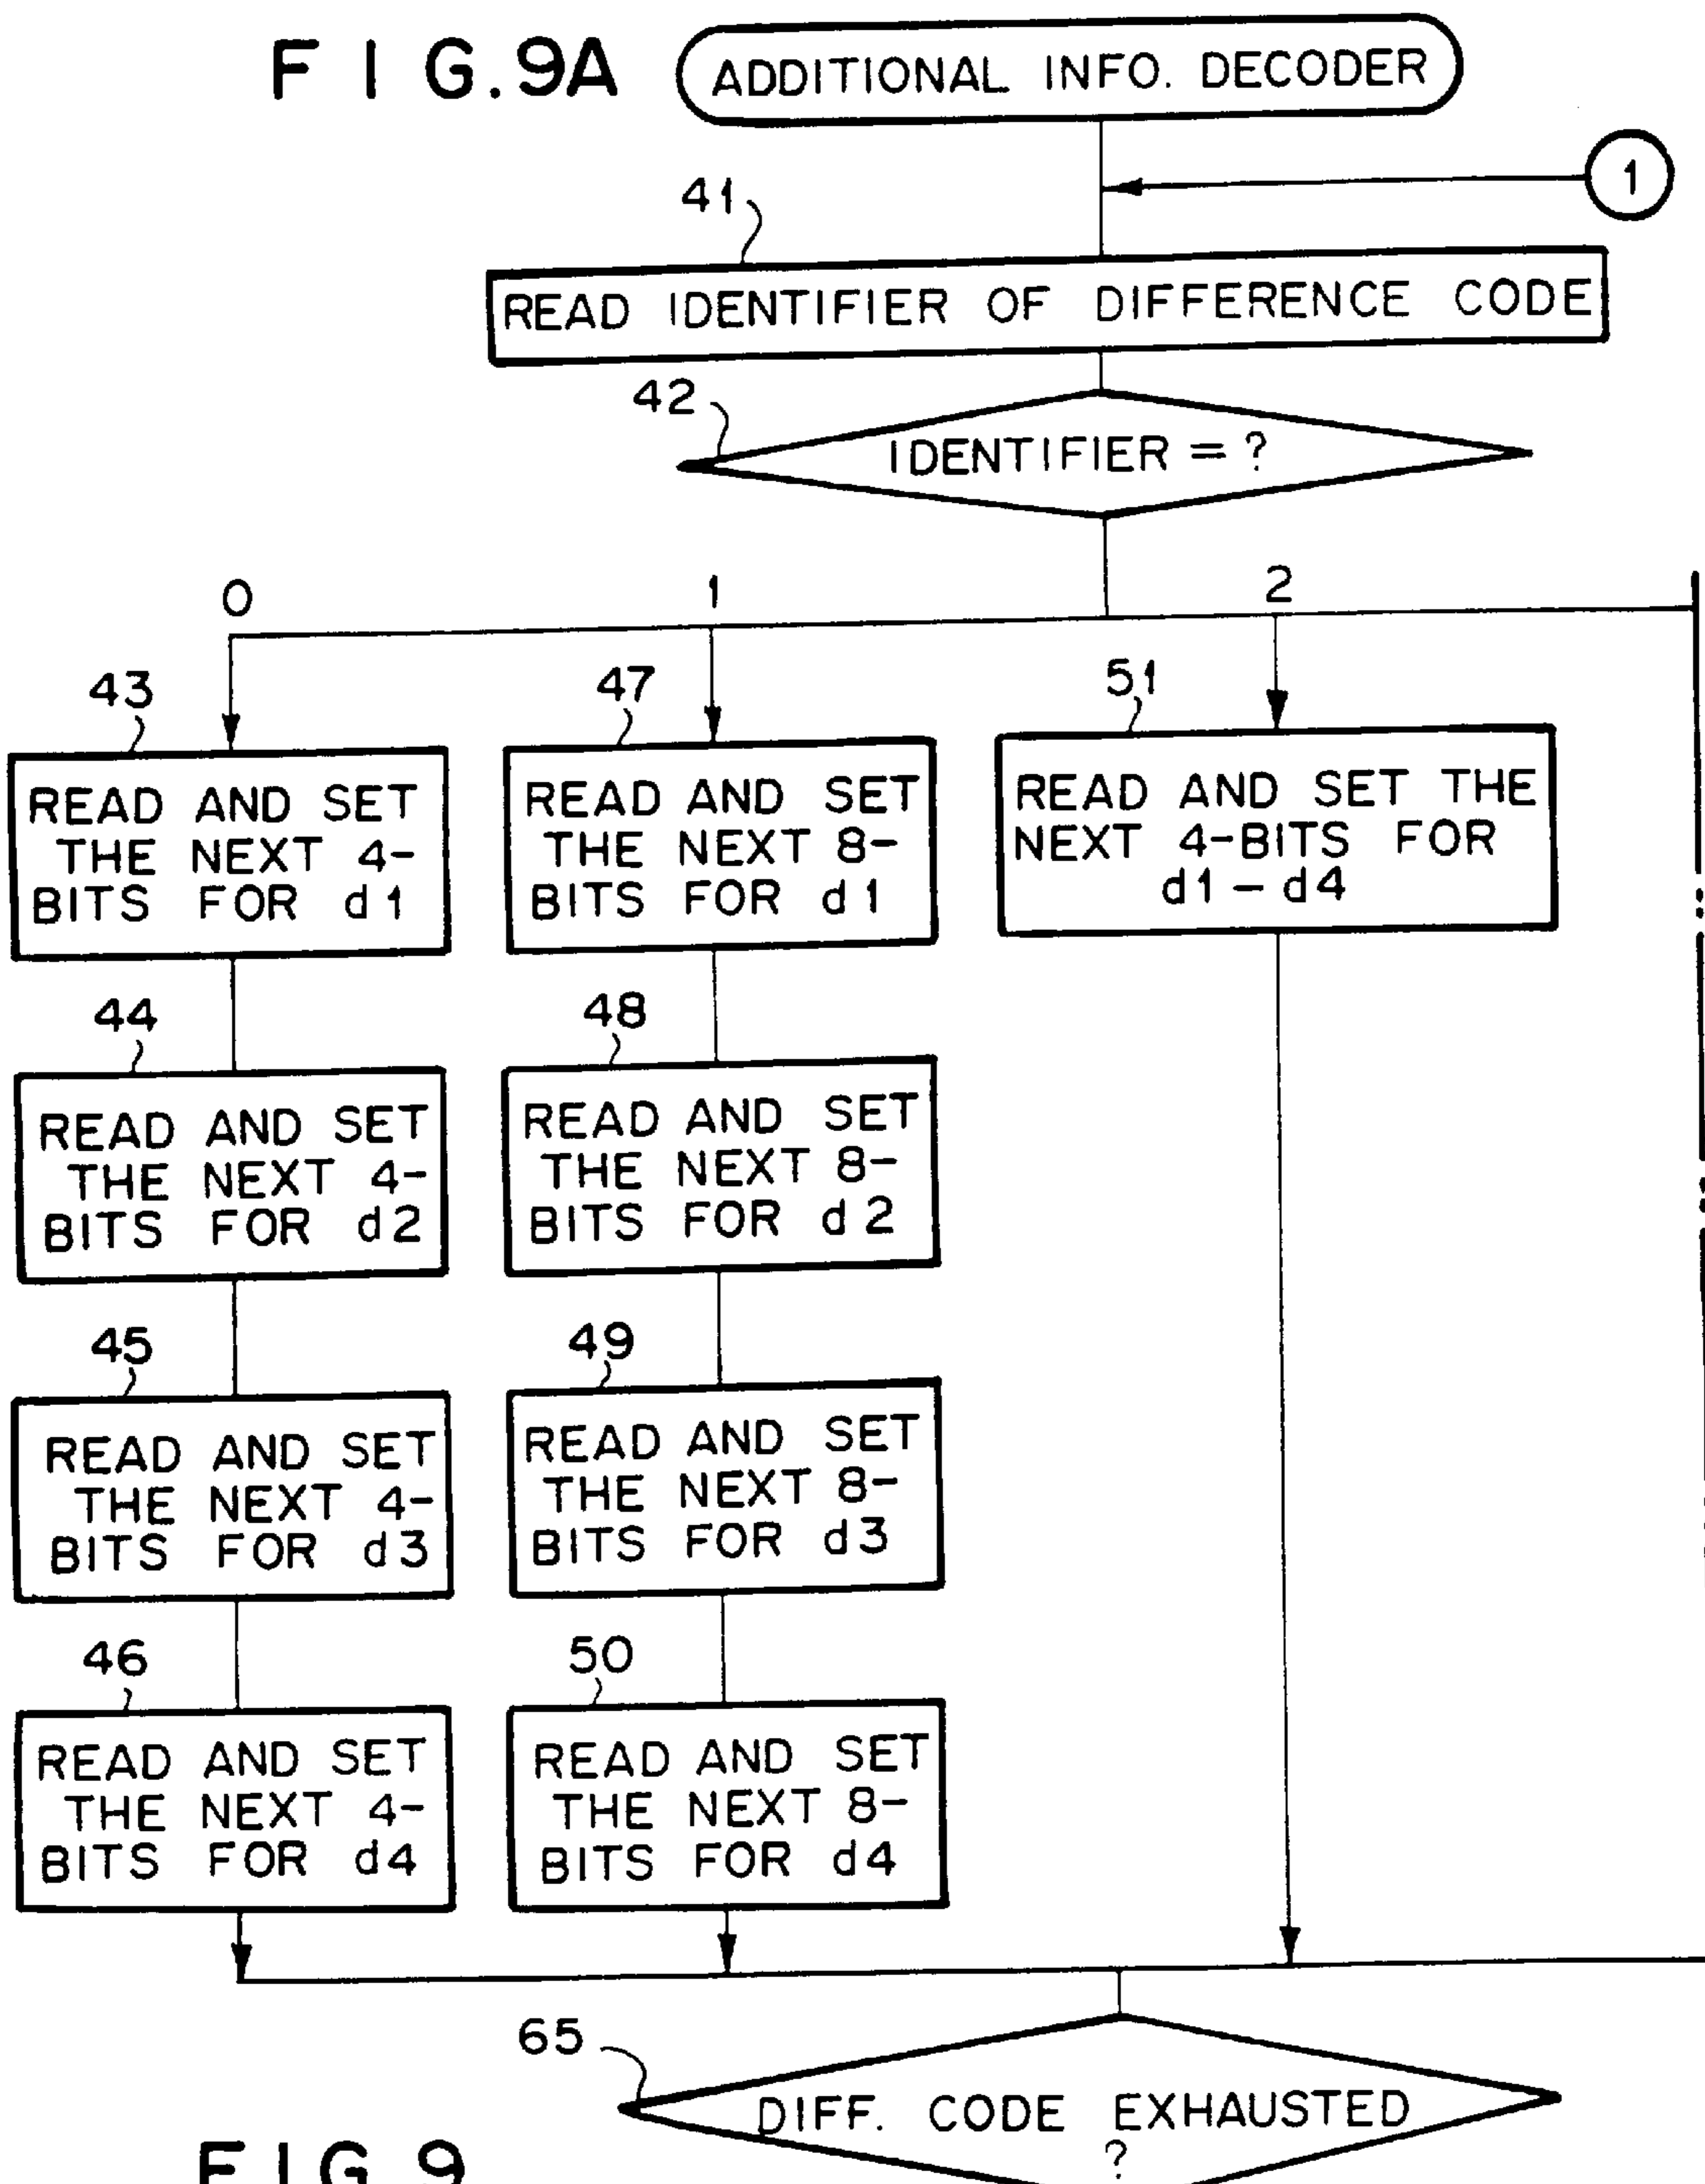 FIG.9A
ADDITIONAL INFO. DECODER
1
41
READ IDENTIFIER OF DIFFERENCE CODE
42
IDENTIFIER = ?
0 1 2
43
READ AND SET
THE NEXT 4-
BITS FOR d1
47
READ AND SET
THE NEXT 8-
BITS FOR d1
51
READ AND SET THE
NEXT 4-BITS FOR
d1 – d4
44
READ AND SET
THE NEXT 4-
BITS FOR d2
48
READ AND SET
THE NEXT 8-
BITS FOR d2
45
READ AND SET
THE NEXT 4-
BITS FOR d3
49
READ AND SET
THE NEXT 8-
BITS FOR d3
46
READ AND SET
THE NEXT 4-
BITS FOR d4
50
READ AND SET
THE NEXT 8-
BITS FOR d4
65
DIFF. CODE EXHAUSTED
?
FIG 9